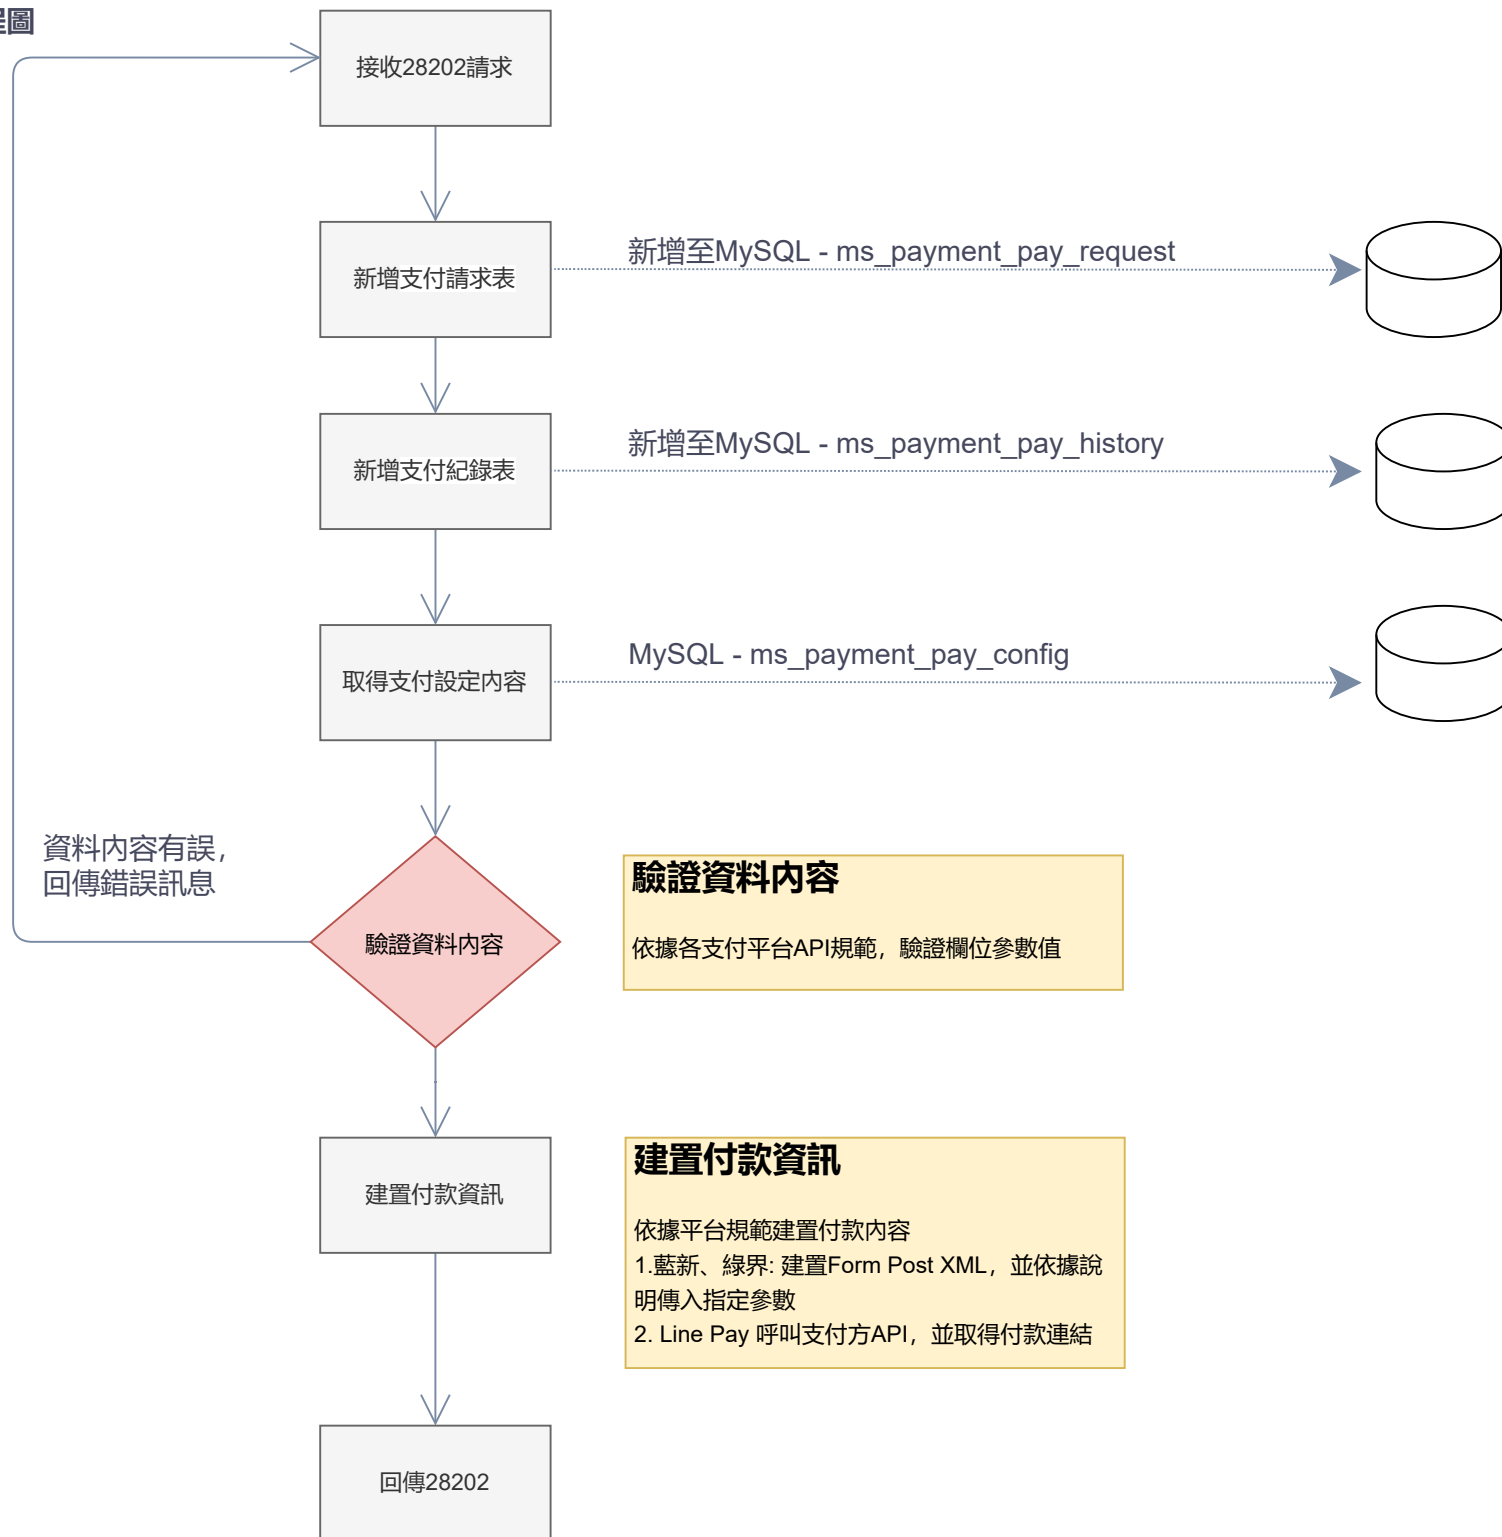 程圖
接收28202請求
新增支付請求表
新增至MySQL - ms_payment_pay_request
新增支付紀錄表
新增至MySQL - ms_payment_pay_history
取得支付設定內容
MySQL - ms_payment_pay_config
資料內容有誤，
回傳錯誤訊息
驗證資料內容
驗證資料內容
依據各支付平台API規範，驗證欄位參數值
建置付款資訊
建置付款資訊
依據平台規範建置付款內容
1.藍新、綠界: 建置Form Post XML，並依據說
明傳入指定參數
2. Line Pay 呼叫支付方API，並取得付款連結
回傳28202